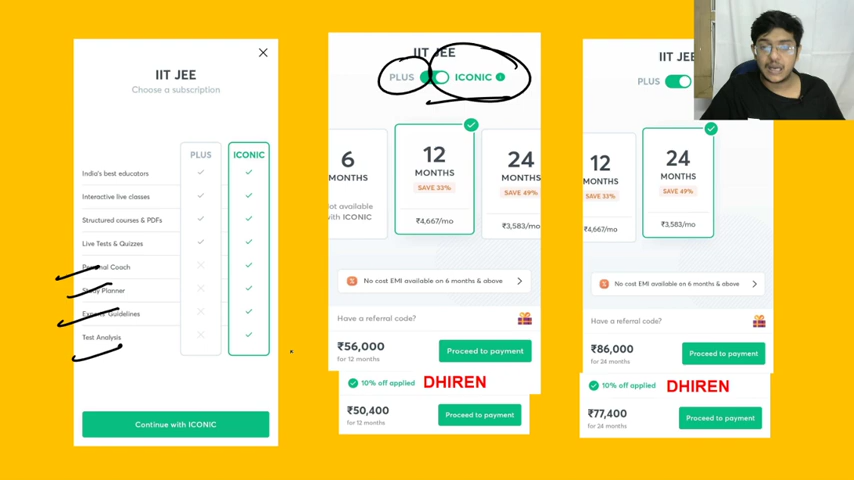 IIT JEE
Choose a subscription
PLUS
ICONIC
India's best educators
Interactive live classes
Structured courses & PDFs
Live Tests & Quizzes
Personal Coach
Study Planner
Guidelines
Test Analysis
Continue with ICONIC
IIT JEE
PLUS ICONIC
6
MONTHS
Not available
with ICONIC
12
MONTHS
SAVE 33%
₹4,667/mo
24
MONTHS
SAVE 49%
₹3,583/mo
No cost EMI available on 6 months & above
Have a referral code?
₹56,000
for 12 months
Proceed to payment
10% off applied DHIREN
₹50,400
for 12 months
Proceed to payment
IIT JEE
PLUS
12
MONTHS
SAVE 33%
₹4,667/mo
24
MONTHS
SAVE 49%
₹3,583/mo
No cost EMI available on 6 months & above
Have a referral code?
₹86,000
for 24 months
Proceed to payment
10% off applied DHIREN
₹77,400
for 24 months
Proceed to payment